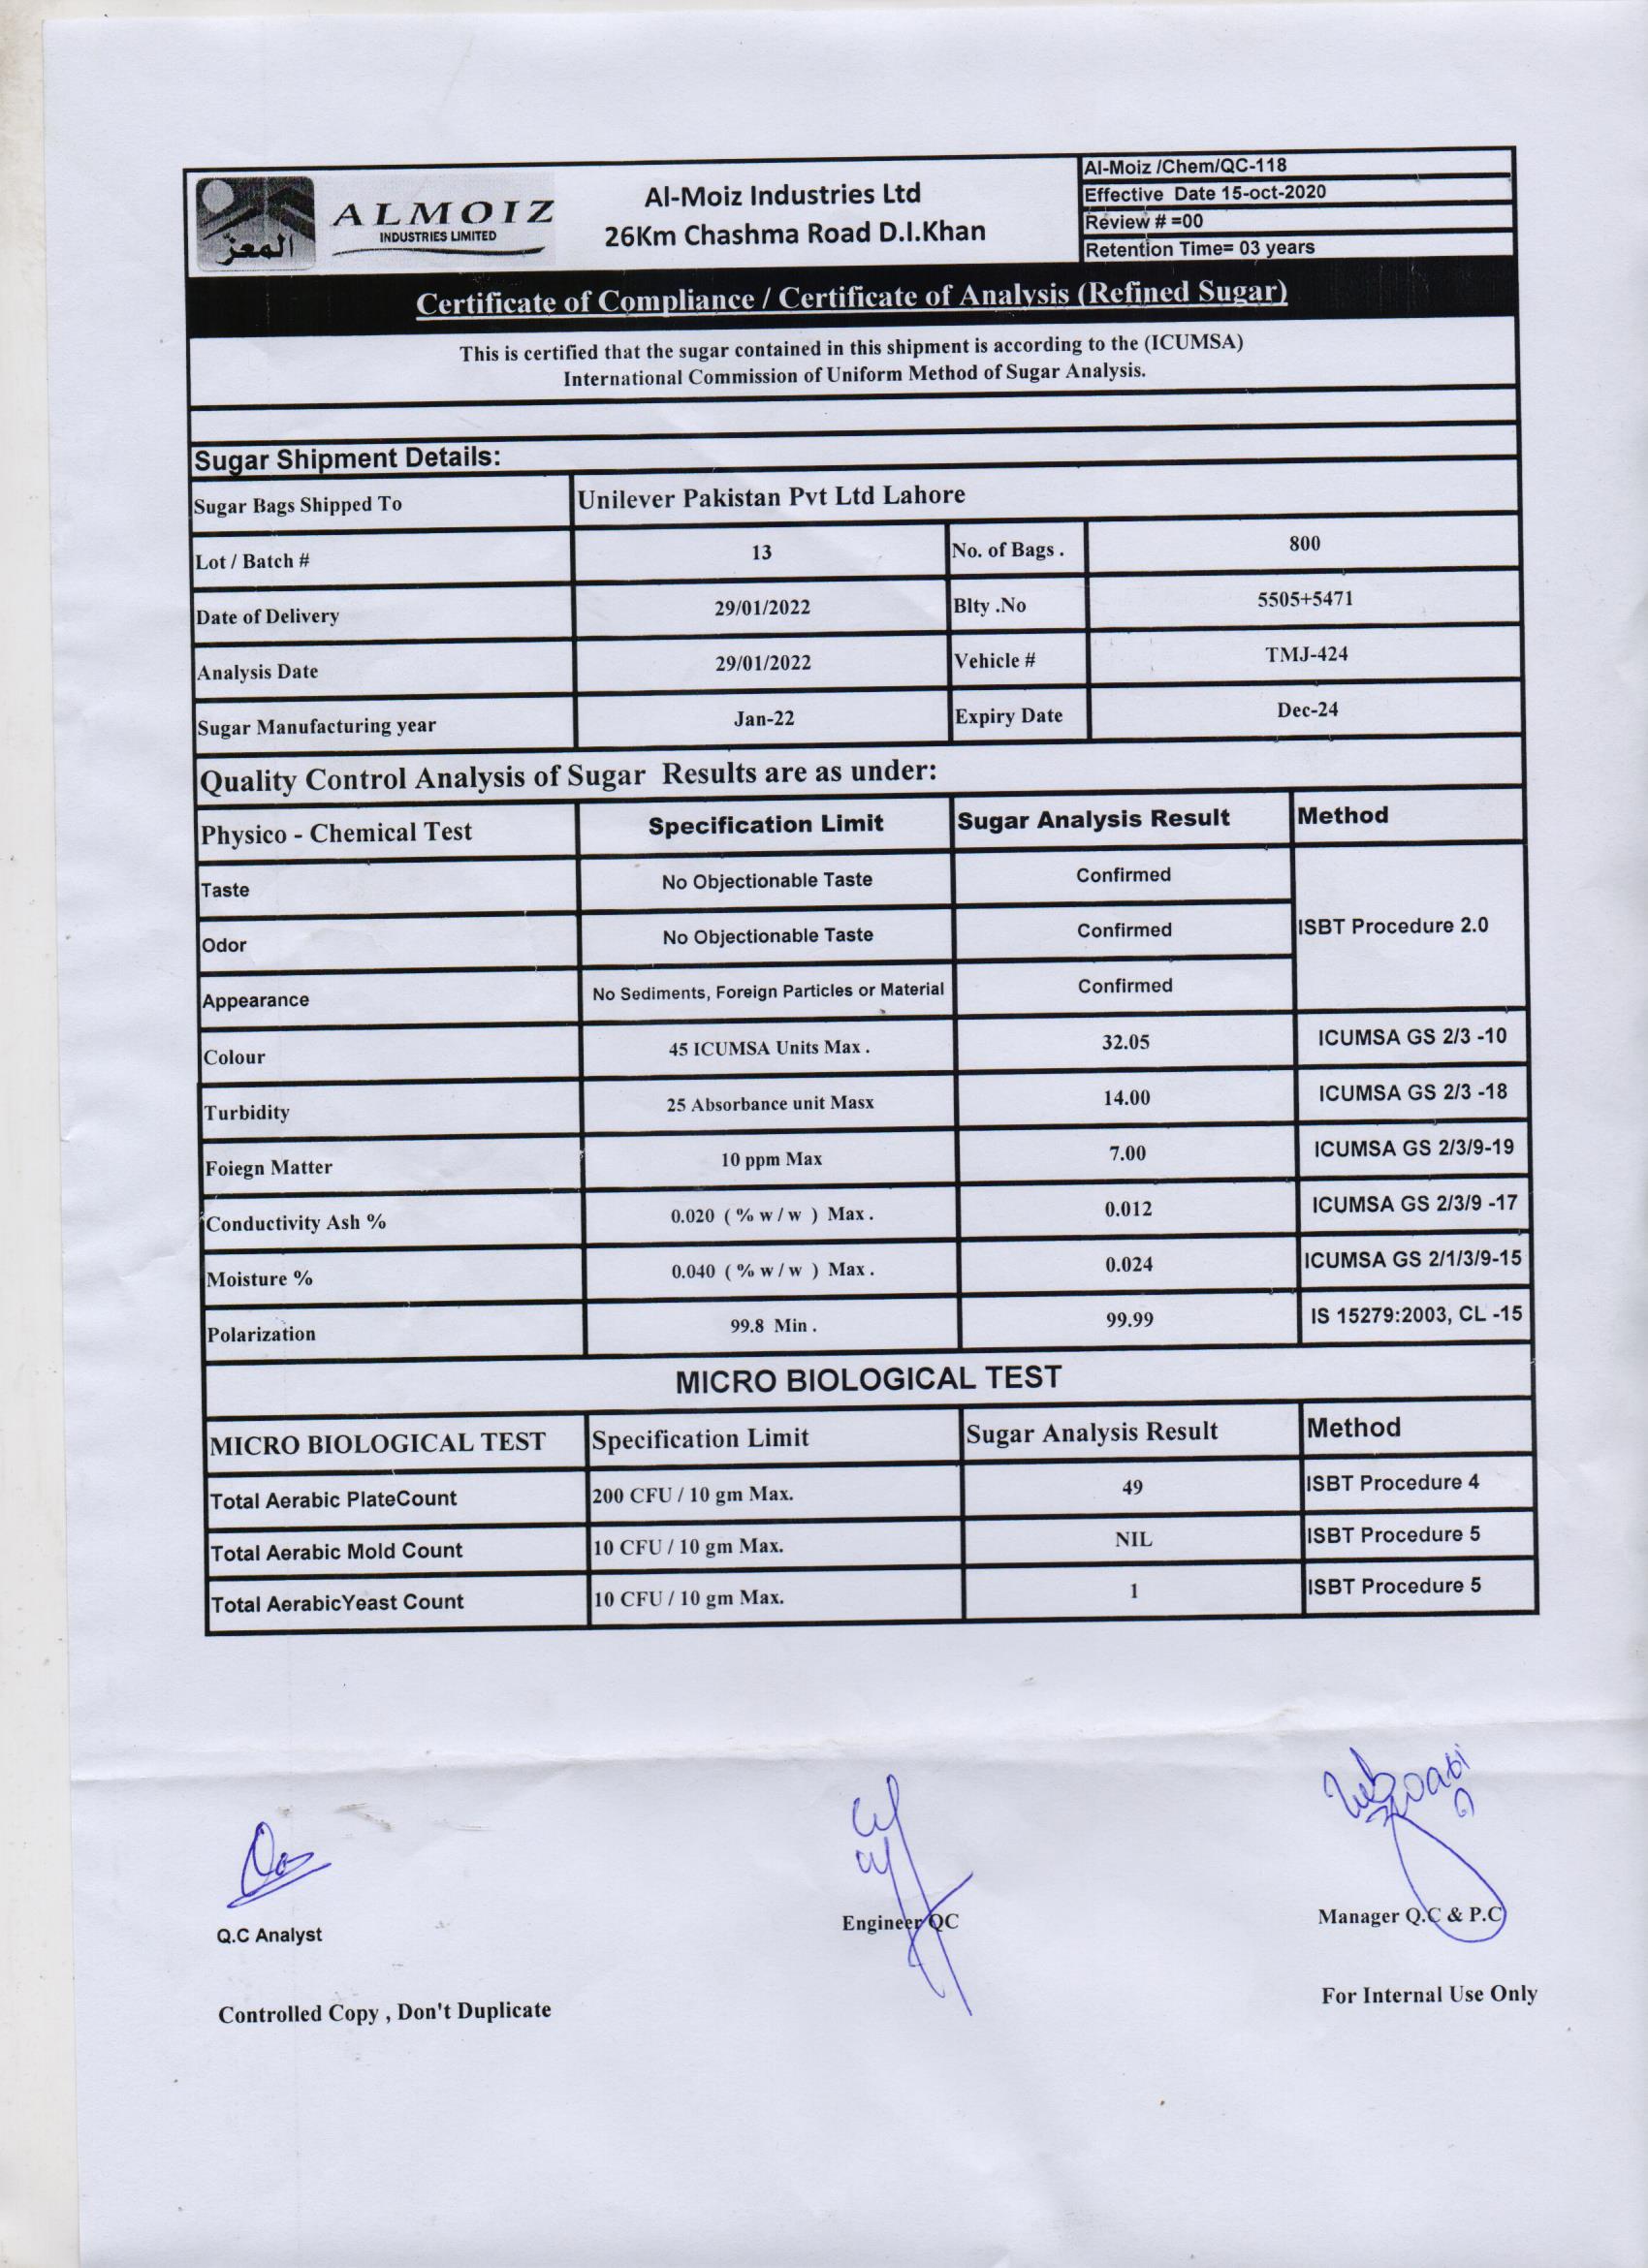 المعز
ALMOIZ
INDUSTRIES LIMITED
Al-Moiz Industries Ltd
26Km Chashma Road D.I.Khan
Al-Moiz /Chem/QC-118
Effective Date 15-oct-2020
Review # =00
Retention Time= 03 years
Certificate of Compliance / Certificate of Analysis (Refined Sugar)
This is certified that the sugar contained in this shipment is according to the (ICUMSA)
International Commission of Uniform Method of Sugar Analysis.
Sugar Shipment Details:
Sugar Bags Shipped To Unilever Pakistan Pvt Ltd Lahore
Lot / Batch # 13 No. of Bags . 800
Date of Delivery 29/01/2022 Blty .No 5505+5471
Analysis Date 29/01/2022 Vehicle # TMJ-424
Sugar Manufacturing year Jan-22 Expiry Date Dec-24
Quality Control Analysis of Sugar Results are as under:
Physico - Chemical Test Specification Limit Sugar Analysis Result Method
Taste No Objectionable Taste Confirmed
Odor No Objectionable Taste Confirmed ISBT Procedure 2.0
Appearance No Sediments, Foreign Particles or Material Confirmed
Colour 45 ICUMSA Units Max . 32.05 ICUMSA GS 2/3 -10
Turbidity 25 Absorbance unit Masx 14.00 ICUMSA GS 2/3 -18
Foiegn Matter 10 ppm Max 7.00 ICUMSA GS 2/3/9-19
Conductivity Ash % 0.020 ( % w / w ) Max . 0.012 ICUMSA GS 2/3/9 -17
Moisture % 0.040 ( % w / w ) Max . 0.024 ICUMSA GS 2/1/3/9-15
Polarization 99.8 Min . 99.99 IS 15279:2003, CL -15
MICRO BIOLOGICAL TEST
MICRO BIOLOGICAL TEST Specification Limit Sugar Analysis Result Method
Total Aerabic PlateCount 200 CFU / 10 gm Max. 49 ISBT Procedure 4
Total Aerabic Mold Count 10 CFU / 10 gm Max. NIL ISBT Procedure 5
Total AerabicYeast Count 10 CFU / 10 gm Max. 1 ISBT Procedure 5
Q.C Analyst Engineer QC Manager Q.C & P.C
Controlled Copy , Don't Duplicate For Internal Use Only